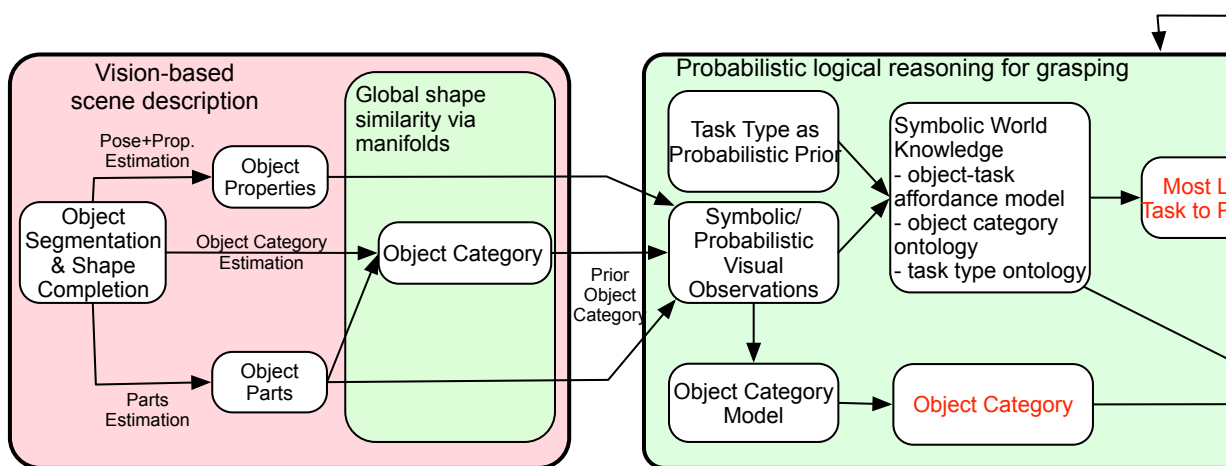 Vision-based
scene description
Global shape
similarity via
manifolds
Pose+Prop.
Estimation
Object
Properties
Object
Segmentation
& Shape
Completion
Object Category
Estimation
Object Category
Parts
Estimation
Object
Parts
Prior
Object
Category
Probabilistic logical reasoning for grasping
Task Type as
Probabilistic Prior
Symbolic/
Probabilistic
Visual
Observations
Symbolic World
Knowledge
- object-task
affordance model
- object category
ontology
- task type ontology
Most
Task to
Object Category
Model
Object Category